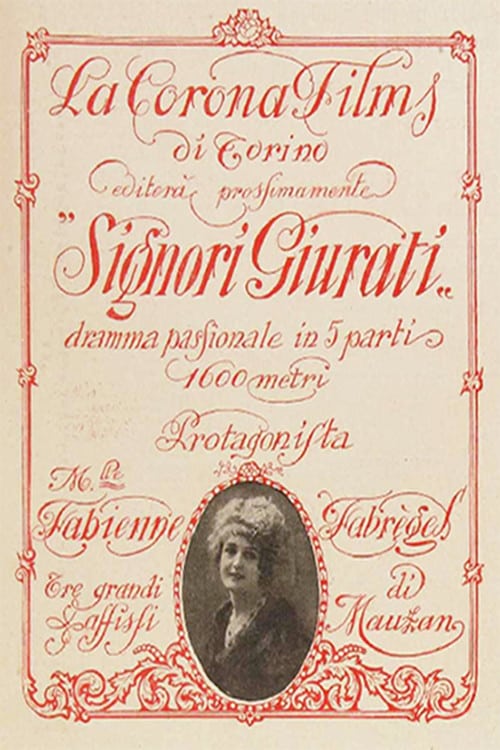 La Corona Films
di Torino
editerà prossimamente
"Signori Giurati„
dramma passionale in 5 parti
1600 metri
Protagonista
M.lle
Fabienne Fabrèges
Tre grandi di
affissi Mauzan